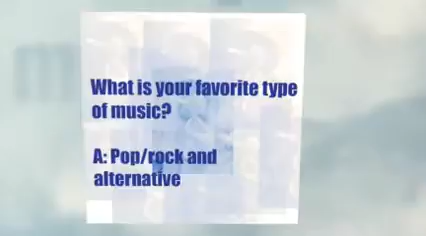 What is your favorite type
of music?
A: Pop/rock and
alternative